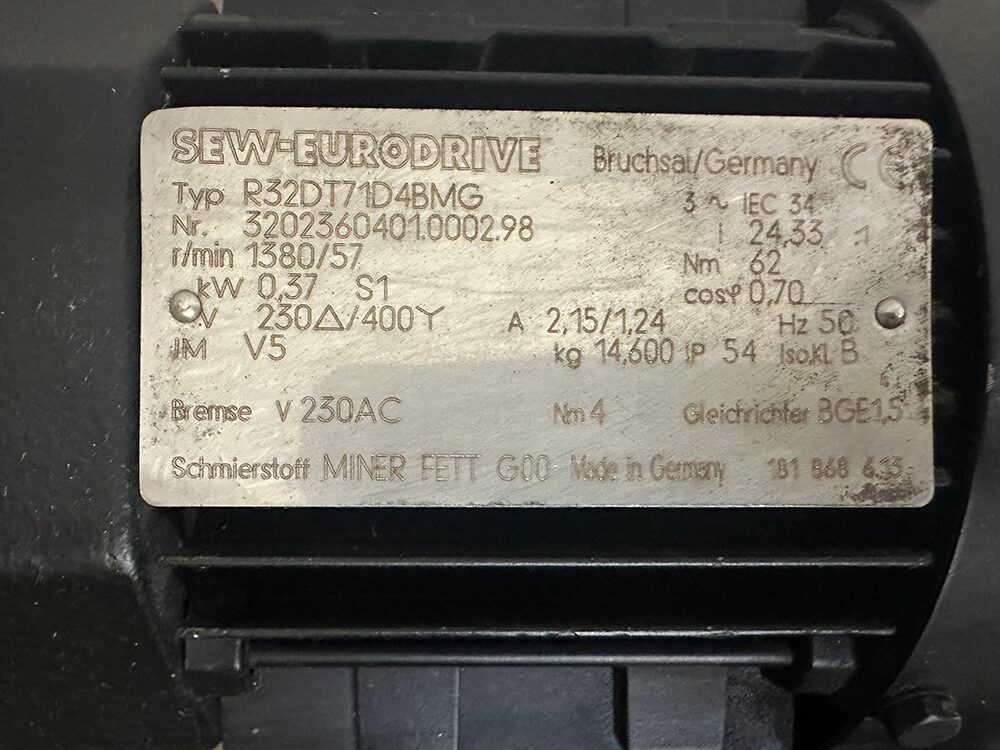 SEW-EURODRIVE Bruchsal/Germany CE
Typ R32DT71D4BMG 3 ~ IEC 34
Nr. 3202360401.0002.98 i 24,33 :1
r/min 1380/57 Nm 62
kW 0,37 S1 cosφ 0,70
V 230△/400Y A 2,15/1,24 Hz 50
IM V5 kg 14,600 IP 54 Iso.Kl. B
Bremse V 230AC Nm 4 Gleichrichter BGE1,5
Schmierstoff MINER FETT G00 Made in Germany 181 868 6.13